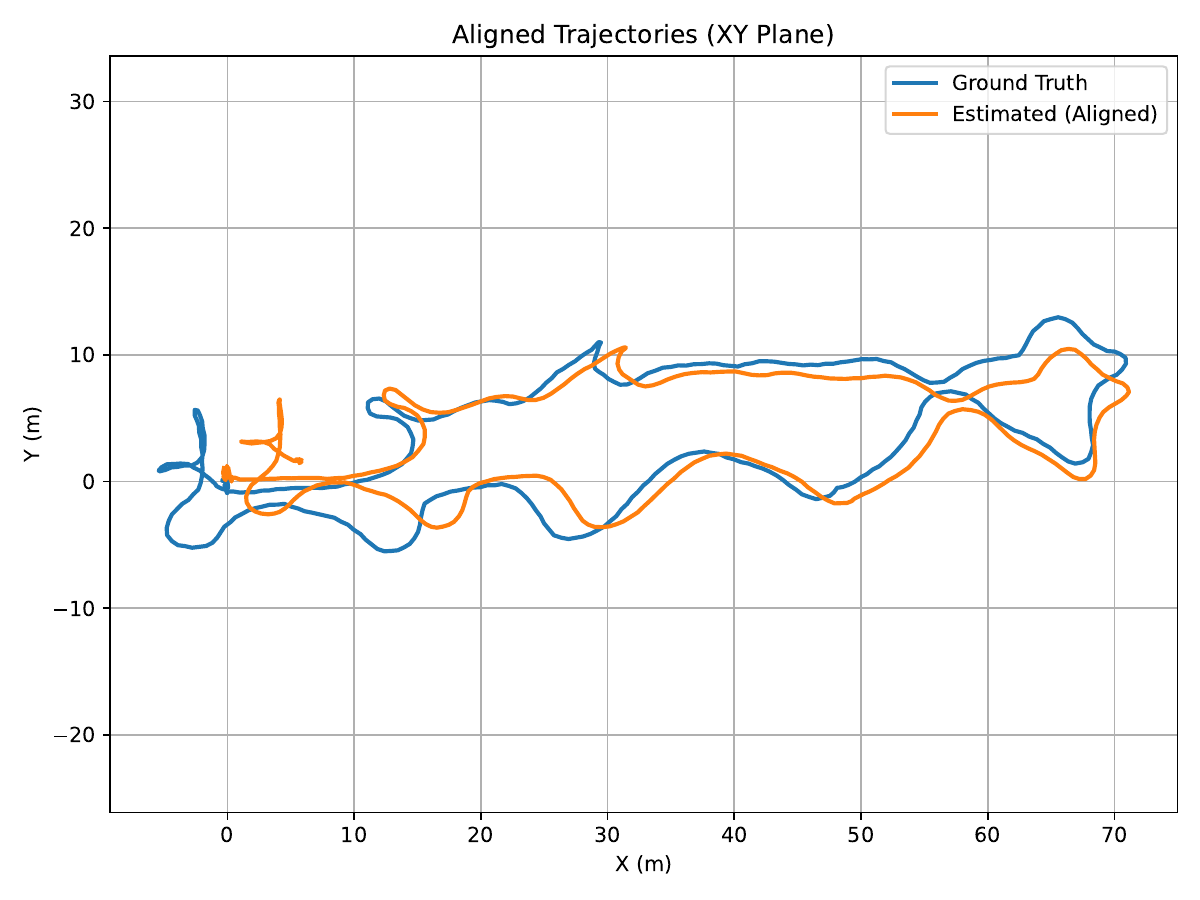 Aligned Trajectories (XY Plane)
Ground Truth
Estimated (Aligned)
30
20
10
0
−10
−20
Y (m)
0 10 20 30 40 50 60 70
X (m)